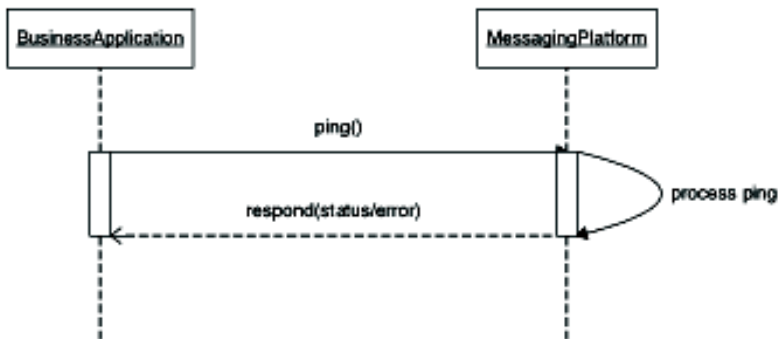 BusinessApplication
MessagingPlatform
ping()
process ping
respond(status/error)